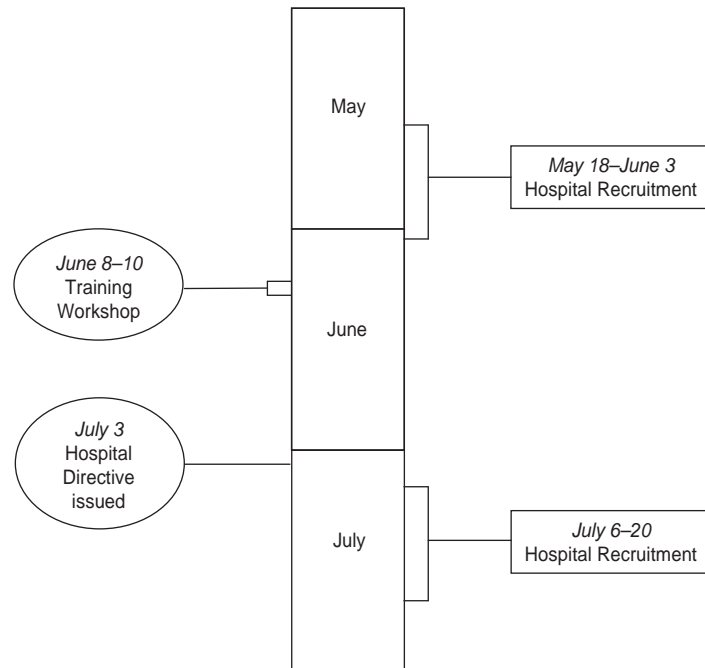 May
May 18–June 3
Hospital Recruitment
June 8–10
Training
Workshop
June
July 3
Hospital
Directive
issued
July
July 6–20
Hospital Recruitment